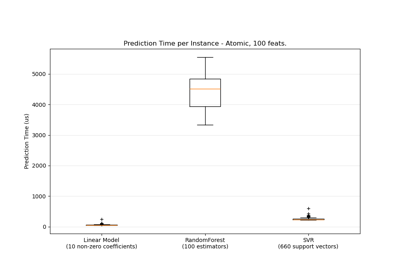 Prediction Time per Instance - Atomic, 100 feats.
Prediction Time (us)
5000
4000
3000
2000
1000
0
Linear Model
(10 non-zero coefficients)
RandomForest
(100 estimators)
SVR
(660 support vectors)